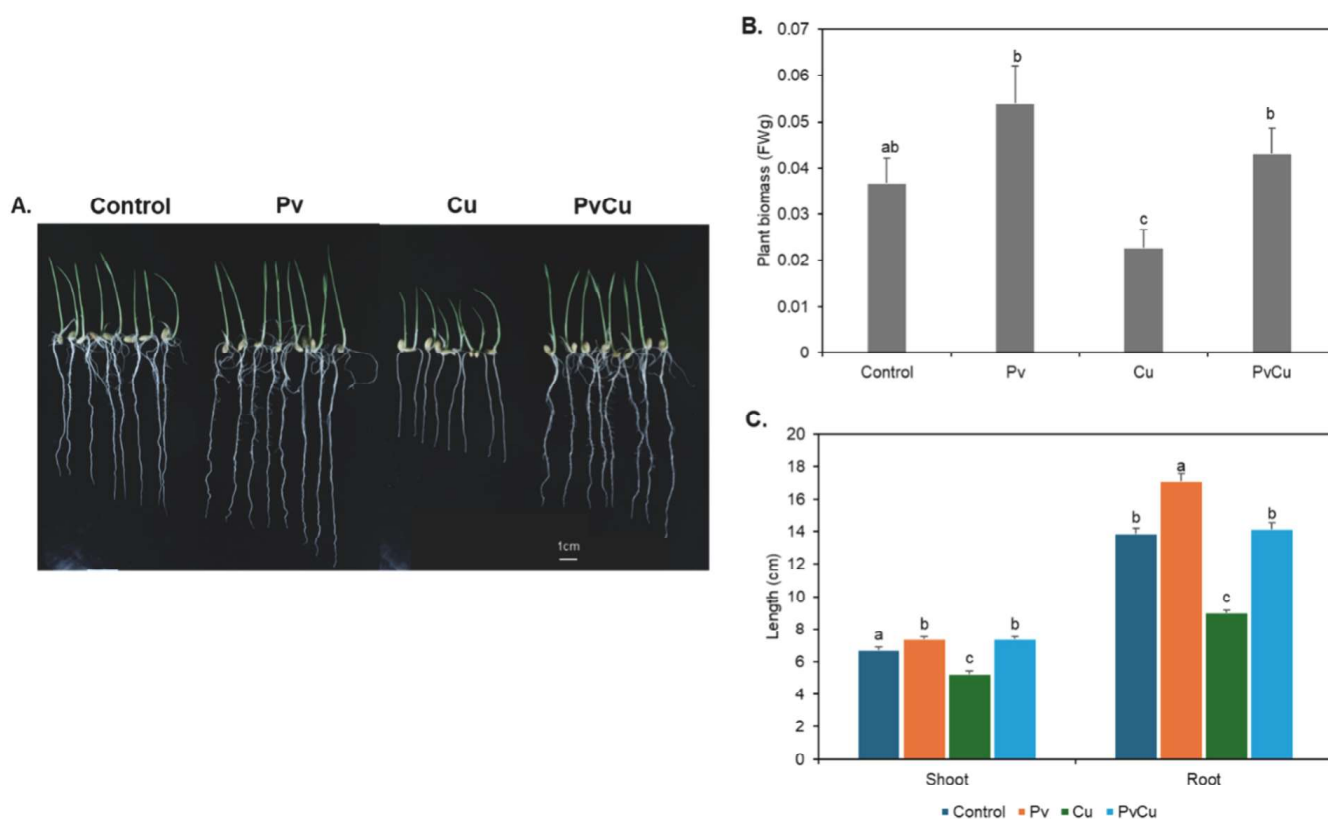 A.
Control Pv Cu PvCu
1cm
B.
0.07
0.06
0.05
0.04
0.03
0.02
0.01
0
Plant biomass (FWg)
ab
b
c
b
Control Pv Cu PvCu
C.
20
18
16
14
12
10
8
6
4
2
0
Length (cm)
a b c b
b a c b
Shoot Root
Control Pv Cu PvCu